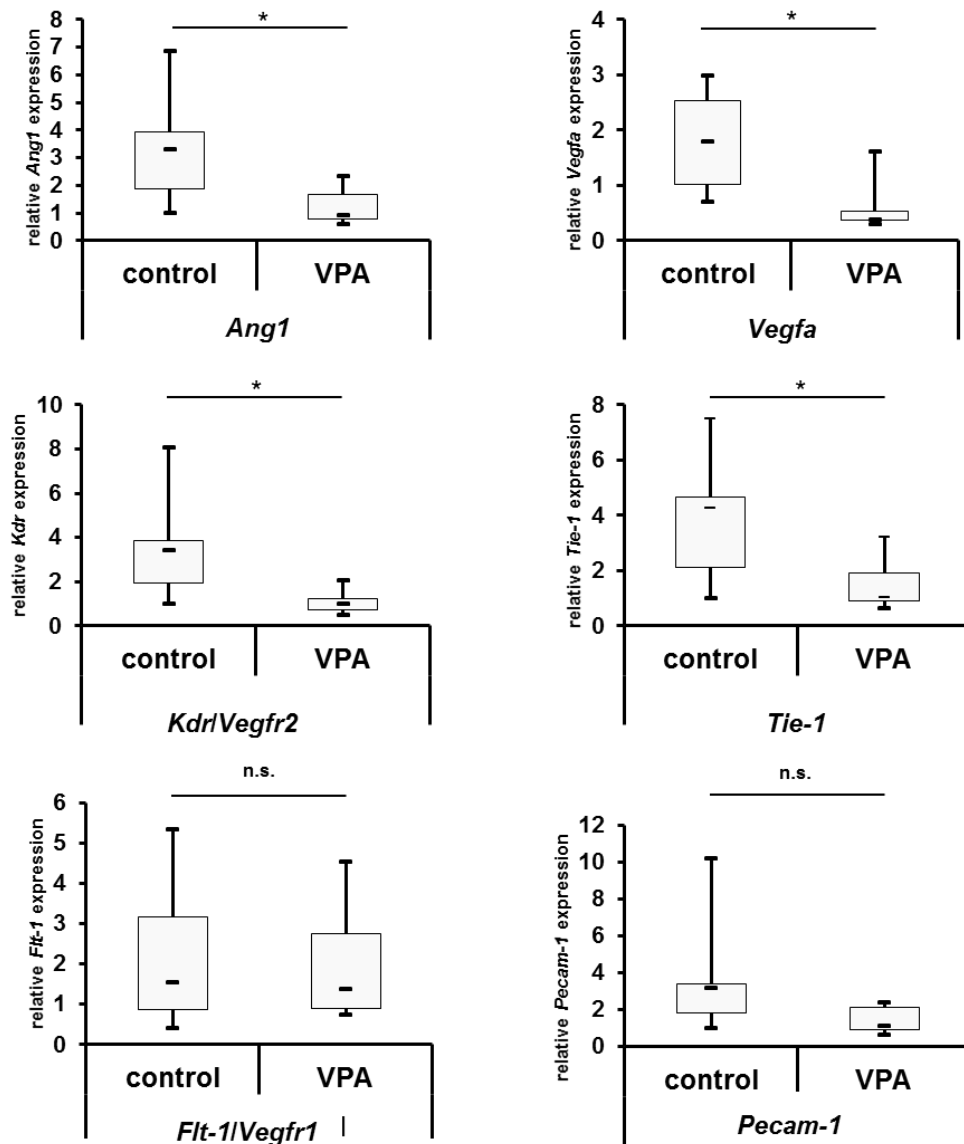 *
relative Ang1 expression
8
7
6
5
4
3
2
1
0
control VPA
Ang1
*
relative Vegfa expression
4
3
2
1
0
control VPA
Vegfa
*
relative Kdr expression
10
8
6
4
2
0
control VPA
Kdr/Vegfr2
*
relative Tie-1 expression
8
6
4
2
0
control VPA
Tie-1
n.s.
relative Flt-1 expression
6
5
4
3
2
1
0
control VPA
Flt-1/Vegfr1
n.s.
relative Pecam-1 expression
12
10
8
6
4
2
0
control VPA
Pecam-1